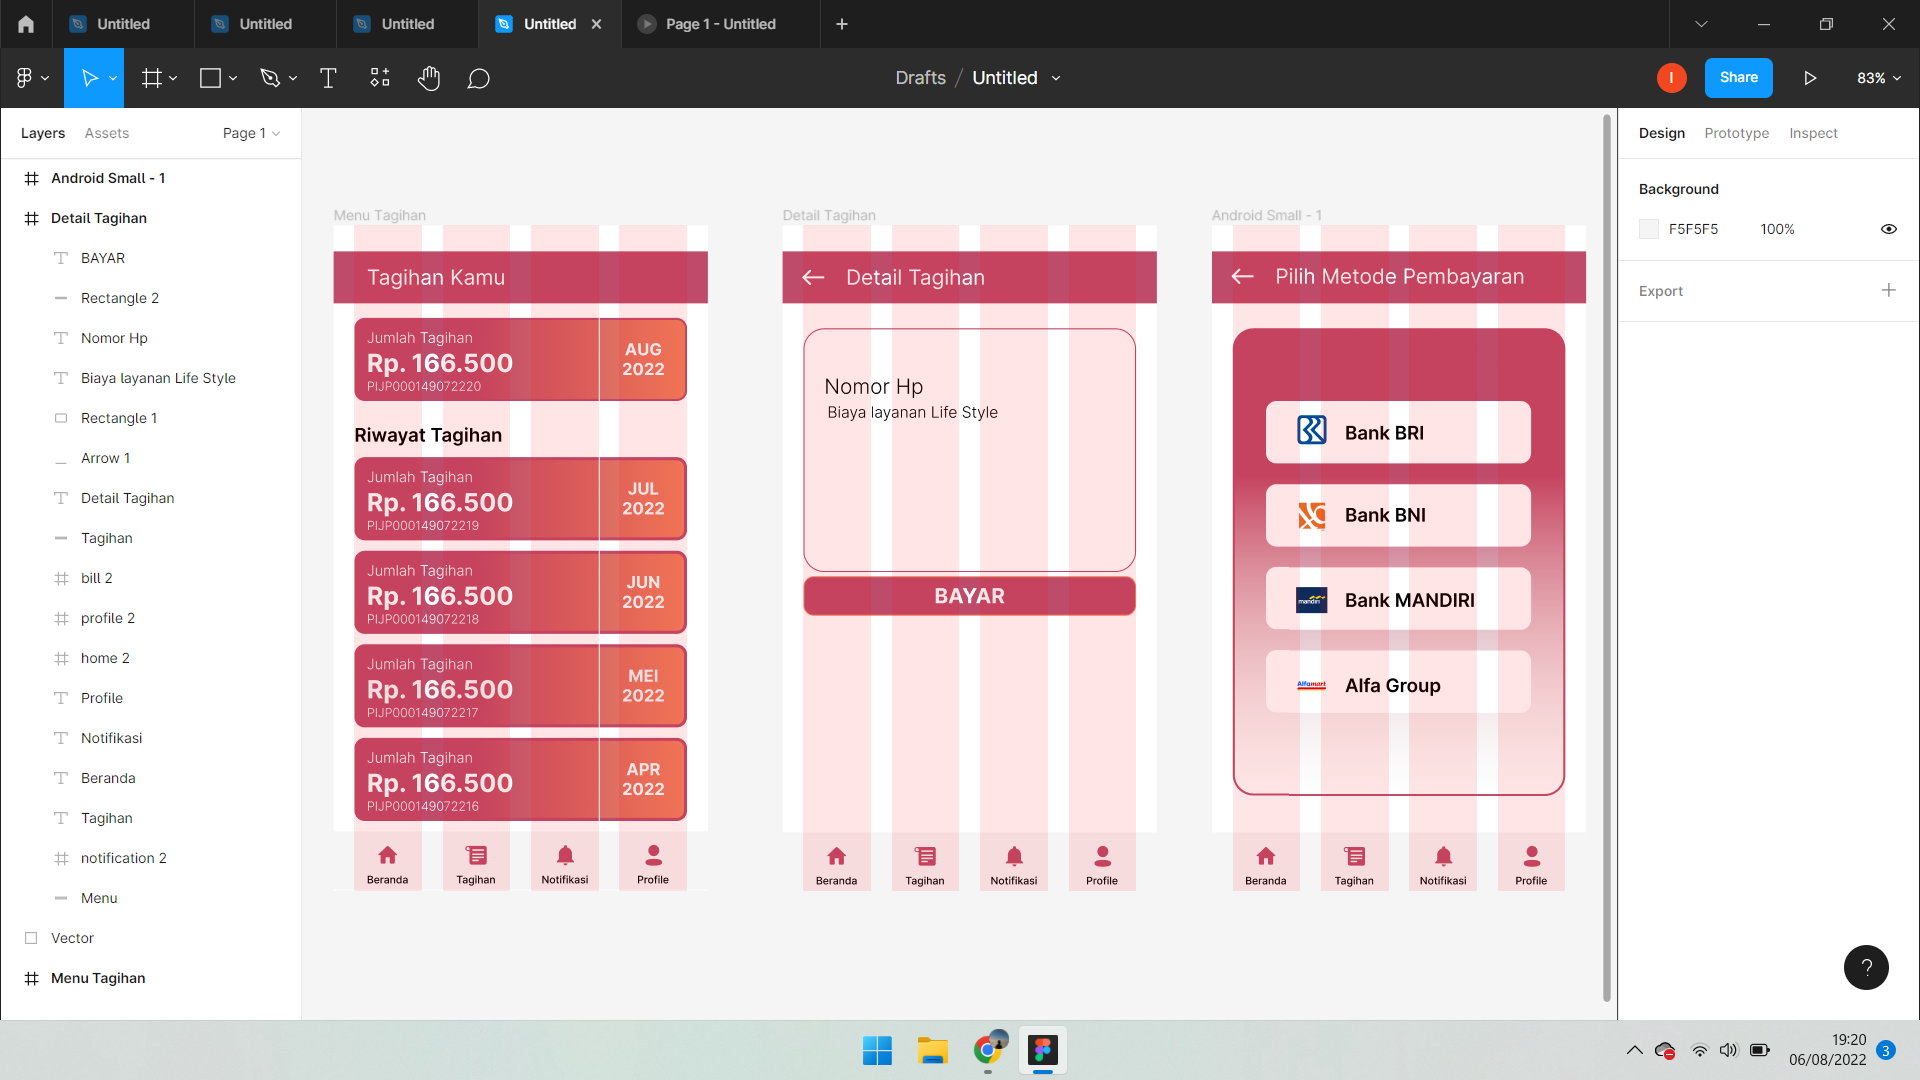 Untitled
Untitled
Untitled
Untitled
Page 1 - Untitled
Drafts / Untitled
I
Share
83%
Layers
Assets
Page 1
Android Small - 1
Detail Tagihan
BAYAR
Rectangle 2
Nomor Hp
Biaya layanan Life Style
Rectangle 1
Arrow 1
Detail Tagihan
Tagihan
bill 2
profile 2
home 2
Profile
Notifikasi
Beranda
Tagihan
notification 2
Menu
Vector
Menu Tagihan
Menu Tagihan
Tagihan Kamu
Jumlah Tagihan
Rp. 166.500
PIJP000149072220
AUG
2022
Riwayat Tagihan
Jumlah Tagihan
Rp. 166.500
PIJP000149072219
JUL
2022
Jumlah Tagihan
Rp. 166.500
PIJP000149072218
JUN
2022
Jumlah Tagihan
Rp. 166.500
PIJP000149072217
MEI
2022
Jumlah Tagihan
Rp. 166.500
PIJP000149072216
APR
2022
Beranda
Tagihan
Notifikasi
Profile
Detail Tagihan
Detail Tagihan
Nomor Hp
Biaya layanan Life Style
BAYAR
Beranda
Tagihan
Notifikasi
Profile
Android Small - 1
Pilih Metode Pembayaran
Bank BRI
Bank BNI
mandiri
Bank MANDIRI
Alfamart
Alfa Group
Beranda
Tagihan
Notifikasi
Profile
Design
Prototype
Inspect
Background
F5F5F5
100%
Export
?
19:20
06/08/2022
3